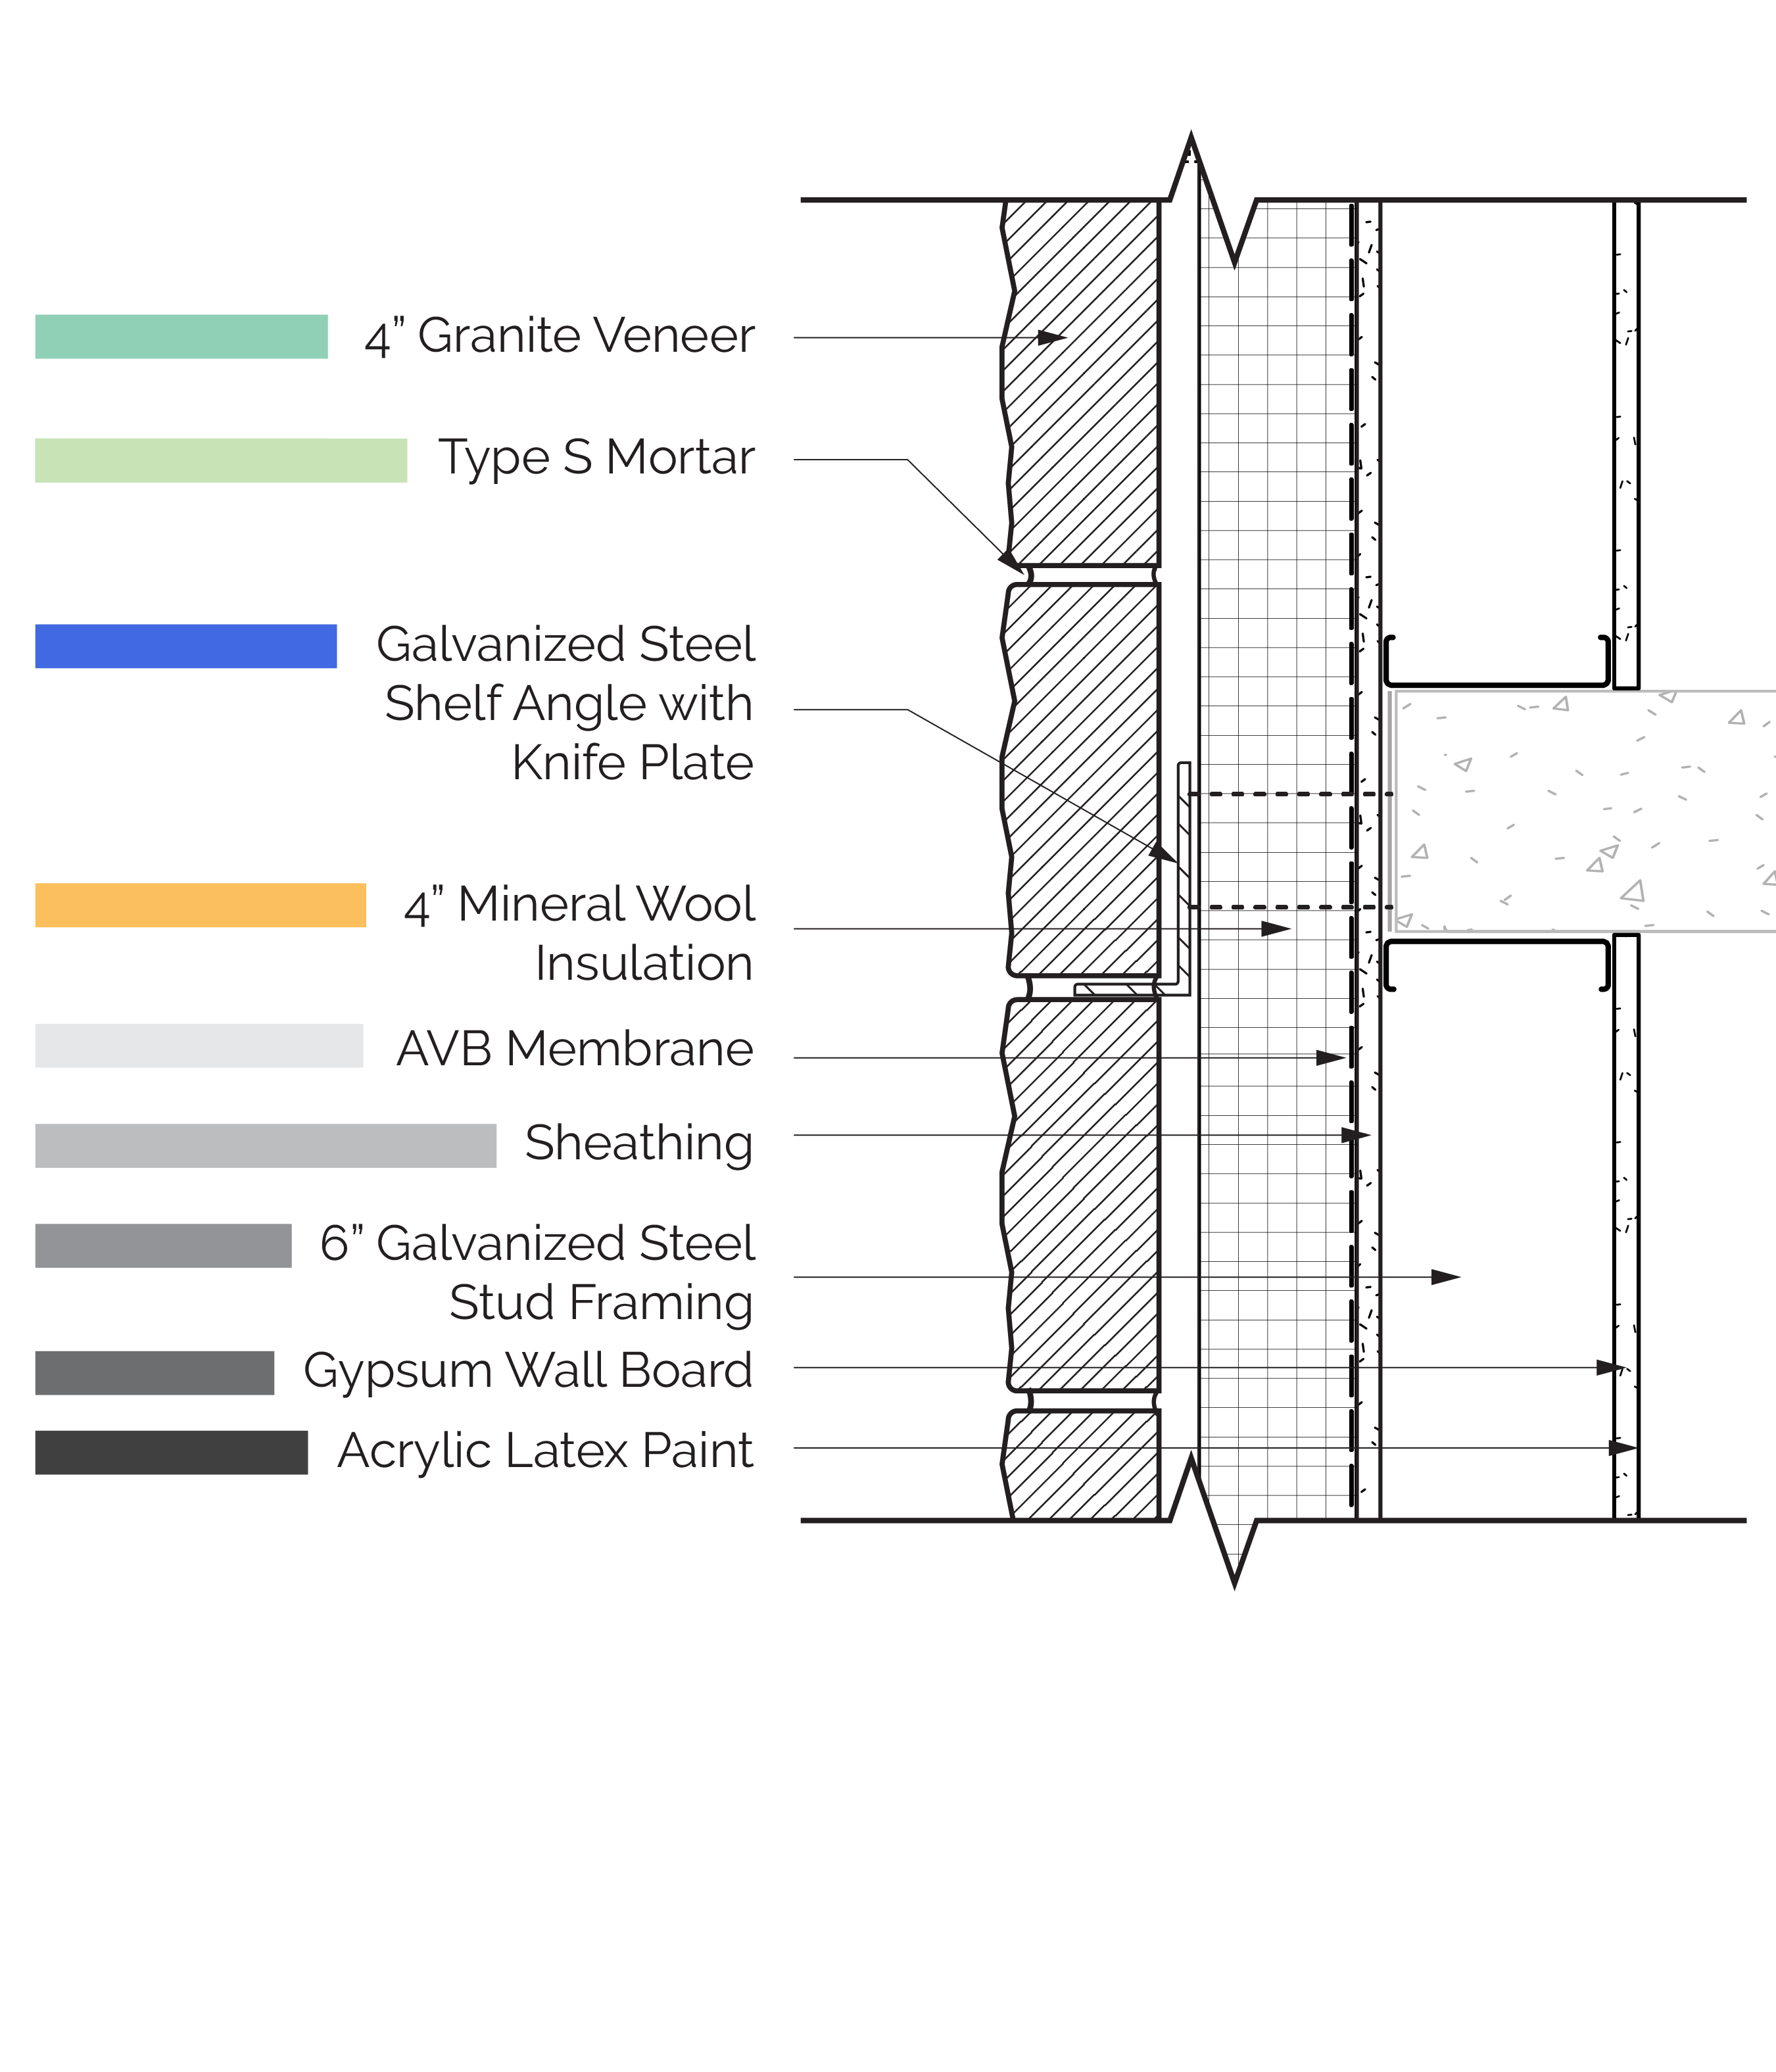 4” Granite Veneer
Type S Mortar
Galvanized Steel
Shelf Angle with
Knife Plate
4” Mineral Wool
Insulation
AVB Membrane
Sheathing
6” Galvanized Steel
Stud Framing
Gypsum Wall Board
Acrylic Latex Paint